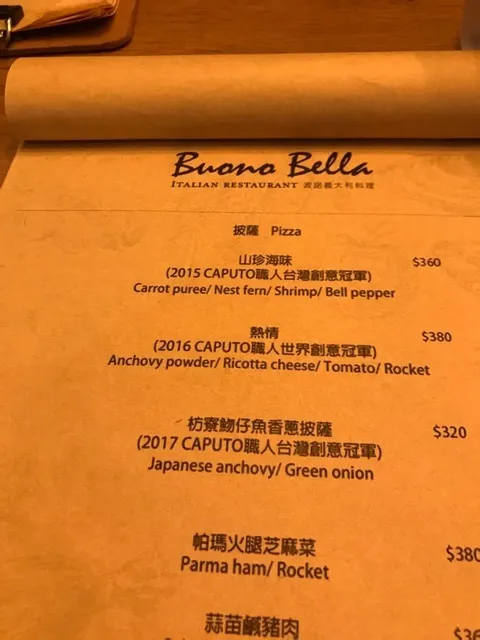 Buono Bella
ITALIAN RESTAURANT 波諾義大利料理
披薩 Pizza
山珍海味 $360
(2015 CAPUTO職人台灣創意冠軍)
Carrot puree/ Nest fern/ Shrimp/ Bell pepper
熱情 $380
(2016 CAPUTO職人世界創意冠軍)
Anchovy powder/ Ricotta cheese/ Tomato/ Rocket
枋寮魩仔魚香蔥披薩 $320
(2017 CAPUTO職人台灣創意冠軍)
Japanese anchovy/ Green onion
帕瑪火腿芝麻菜 $380
Parma ham/ Rocket
蒜苗鹹豬肉